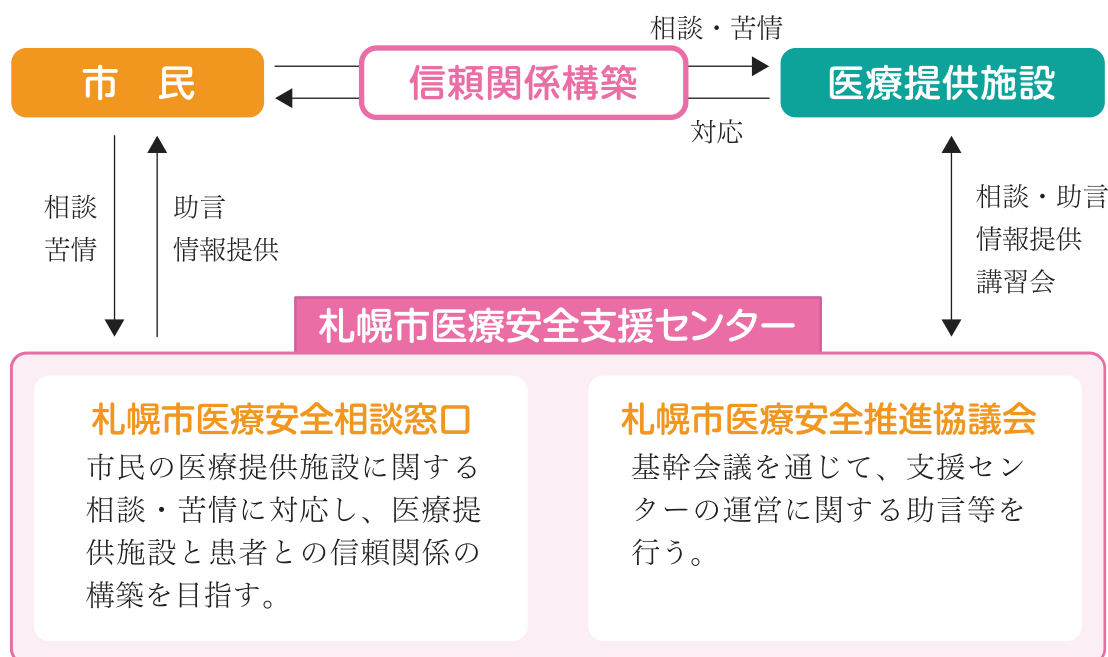 相談・苦情
市 民
信頼関係構築
医療提供施設
対応
相談
苦情
助言
情報提供
相談・助言
情報提供
講習会
札幌市医療安全支援センター
札幌市医療安全相談窓口
市民の医療提供施設に関する
相談・苦情に対応し、医療提
供施設と患者との信頼関係の
構築を目指す。
札幌市医療安全推進協議会
基幹会議を通じて、支援セン
ターの運営に関する助言等を
行う。